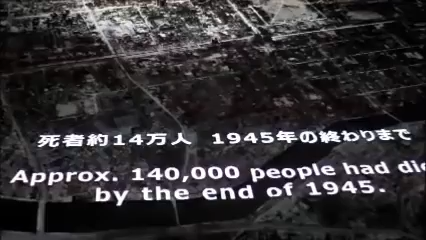 死者約14万人 1945年の終わりまで
Approx. 140,000 people had die
by the end of 1945.